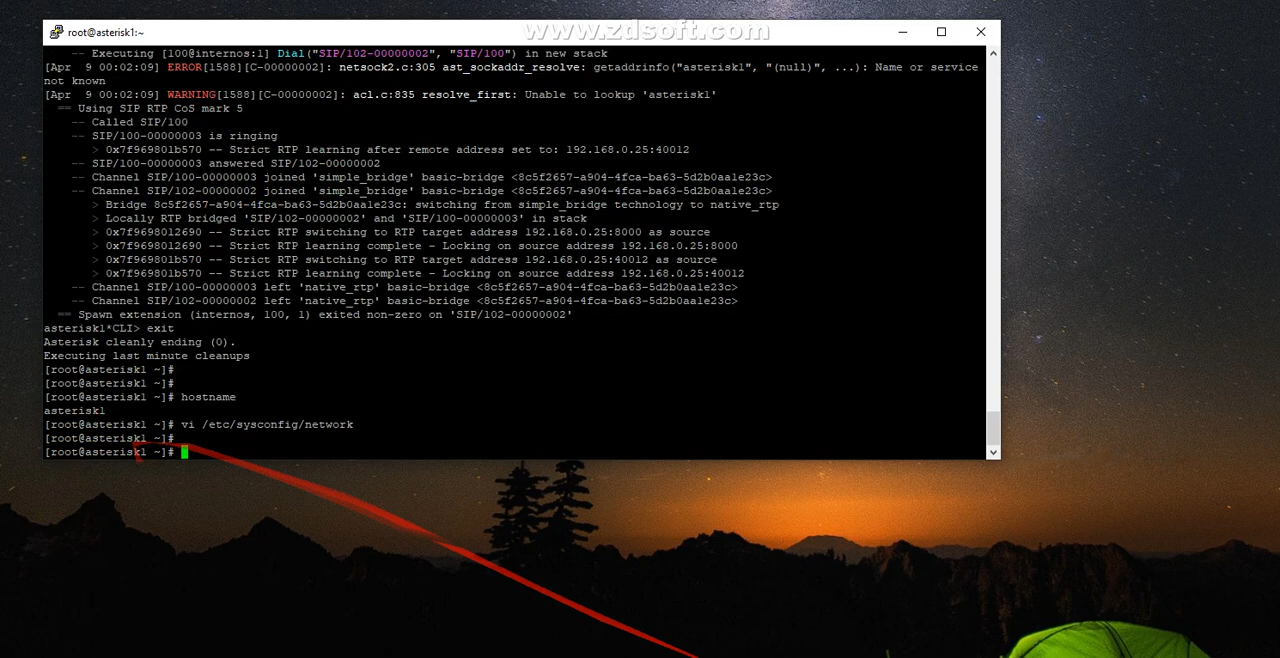 www.zdsoft.com
root@asterisk1:~
-- Executing [100@internos:1] Dial("SIP/102-00000002", "SIP/100") in new stack
[Apr  9 00:02:09] ERROR[1588][C-00000002]: netsock2.c:305 ast_sockaddr_resolve: getaddrinfo("asterisk1", "(null)", ...): Name or service
not known
[Apr  9 00:02:09] WARNING[1588][C-00000002]: acl.c:835 resolve_first: Unable to lookup 'asterisk1'
== Using SIP RTP CoS mark 5
-- Called SIP/100
-- SIP/100-00000003 is ringing
> 0x7f969801b570 -- Strict RTP learning after remote address set to: 192.168.0.25:40012
-- SIP/100-00000003 answered SIP/102-00000002
-- Channel SIP/100-00000003 joined 'simple_bridge' basic-bridge <8c5f2657-a904-4fca-ba63-5d2b0aa1e23c>
-- Channel SIP/102-00000002 joined 'simple_bridge' basic-bridge <8c5f2657-a904-4fca-ba63-5d2b0aa1e23c>
> Bridge 8c5f2657-a904-4fca-ba63-5d2b0aa1e23c: switching from simple_bridge technology to native_rtp
> Locally RTP bridged 'SIP/102-00000002' and 'SIP/100-00000003' in stack
> 0x7f9698012690 -- Strict RTP switching to RTP target address 192.168.0.25:8000 as source
> 0x7f9698012690 -- Strict RTP learning complete - Locking on source address 192.168.0.25:8000
> 0x7f969801b570 -- Strict RTP switching to RTP target address 192.168.0.25:40012 as source
> 0x7f969801b570 -- Strict RTP learning complete - Locking on source address 192.168.0.25:40012
-- Channel SIP/100-00000003 left 'native_rtp' basic-bridge <8c5f2657-a904-4fca-ba63-5d2b0aa1e23c>
-- Channel SIP/102-00000002 left 'native_rtp' basic-bridge <8c5f2657-a904-4fca-ba63-5d2b0aa1e23c>
== Spawn extension (internos, 100, 1) exited non-zero on 'SIP/102-00000002'
asterisk1*CLI> exit
Asterisk cleanly ending (0).
Executing last minute cleanups
[root@asterisk1 ~]#
[root@asterisk1 ~]#
[root@asterisk1 ~]# hostname
asterisk1
[root@asterisk1 ~]# vi /etc/sysconfig/network
[root@asterisk1 ~]#
[root@asterisk1 ~]#